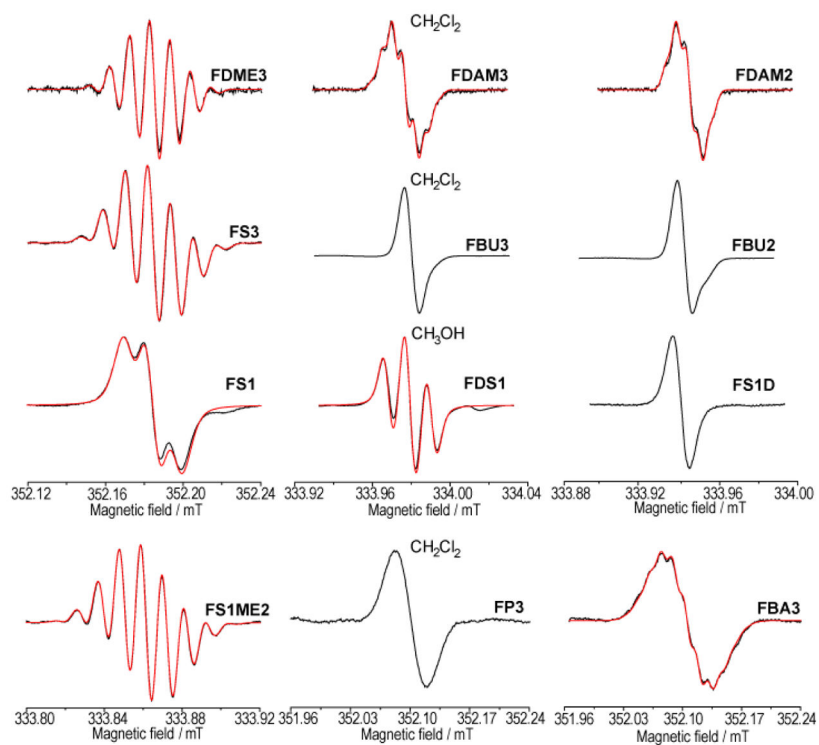 CH₂Cl₂
FDME3 FDAM3 FDAM2
CH₂Cl₂
FS3 FBU3 FBU2
CH₃OH
FS1 FDS1 FS1D
352.12 352.16 352.20 352.24 333.92 333.96 334.00 334.04 333.88 333.92 333.96 334.00
Magnetic field / mT Magnetic field / mT Magnetic field / mT
CH₂Cl₂
FS1ME2 FP3 FBA3
333.80 333.84 333.88 333.92 351.96 352.03 352.10 352.17 352.24 351.96 352.03 352.10 352.17 352.24
Magnetic field / mT Magnetic field / mT Magnetic field / mT